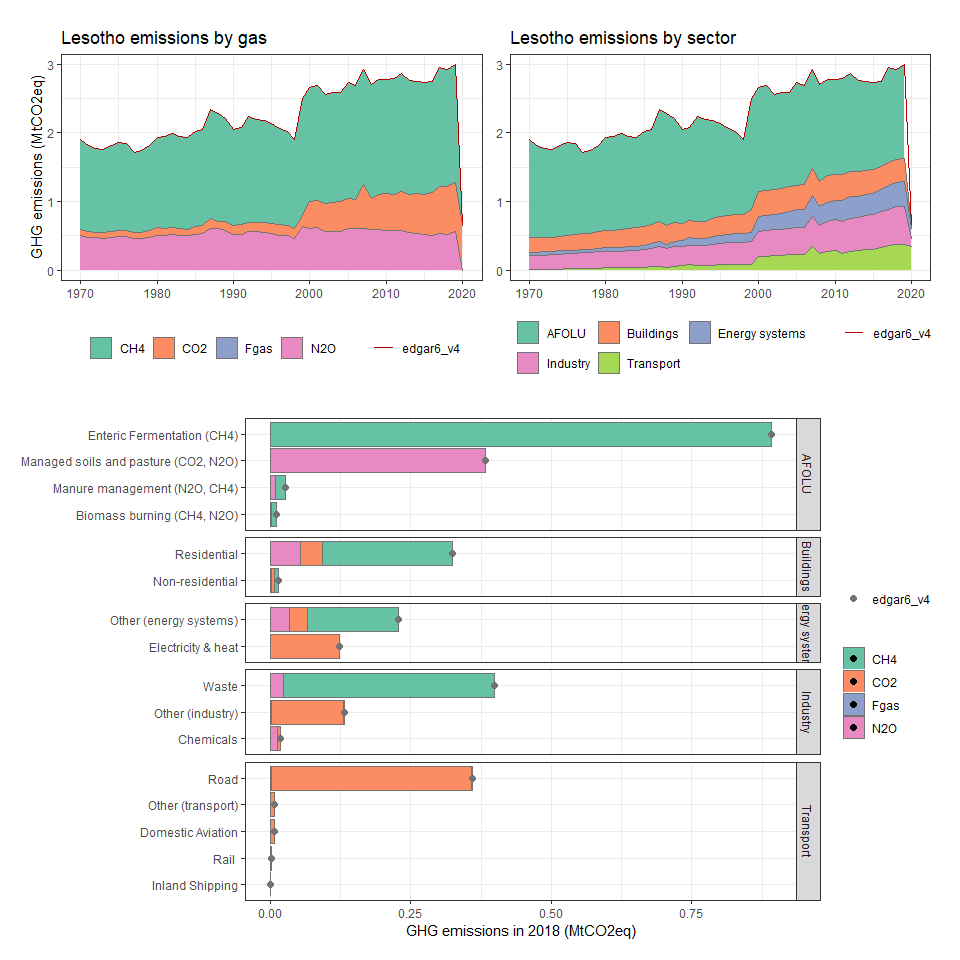 Lesotho emissions by gas
GHG emissions (MtCO2eq)
3
2
1
0
1970 1980 1990 2000 2010 2020
CH4 CO2 Fgas N2O edgar6_v4
Lesotho emissions by sector
3
2
1
0
1970 1980 1990 2000 2010 2020
AFOLU Buildings Energy systems edgar6_v4
Industry Transport
Enteric Fermentation (CH4)
Managed soils and pasture (CO2, N2O)
Manure management (N2O, CH4)
Biomass burning (CH4, N2O)
AFOLU
Residential
Non-residential
Buildings
Other (energy systems)
Electricity & heat
ergy syster
Waste
Other (industry)
Chemicals
Industry
Road
Other (transport)
Domestic Aviation
Rail
Inland Shipping
Transport
0.00 0.25 0.50 0.75
GHG emissions in 2018 (MtCO2eq)
edgar6_v4
CH4
CO2
Fgas
N2O